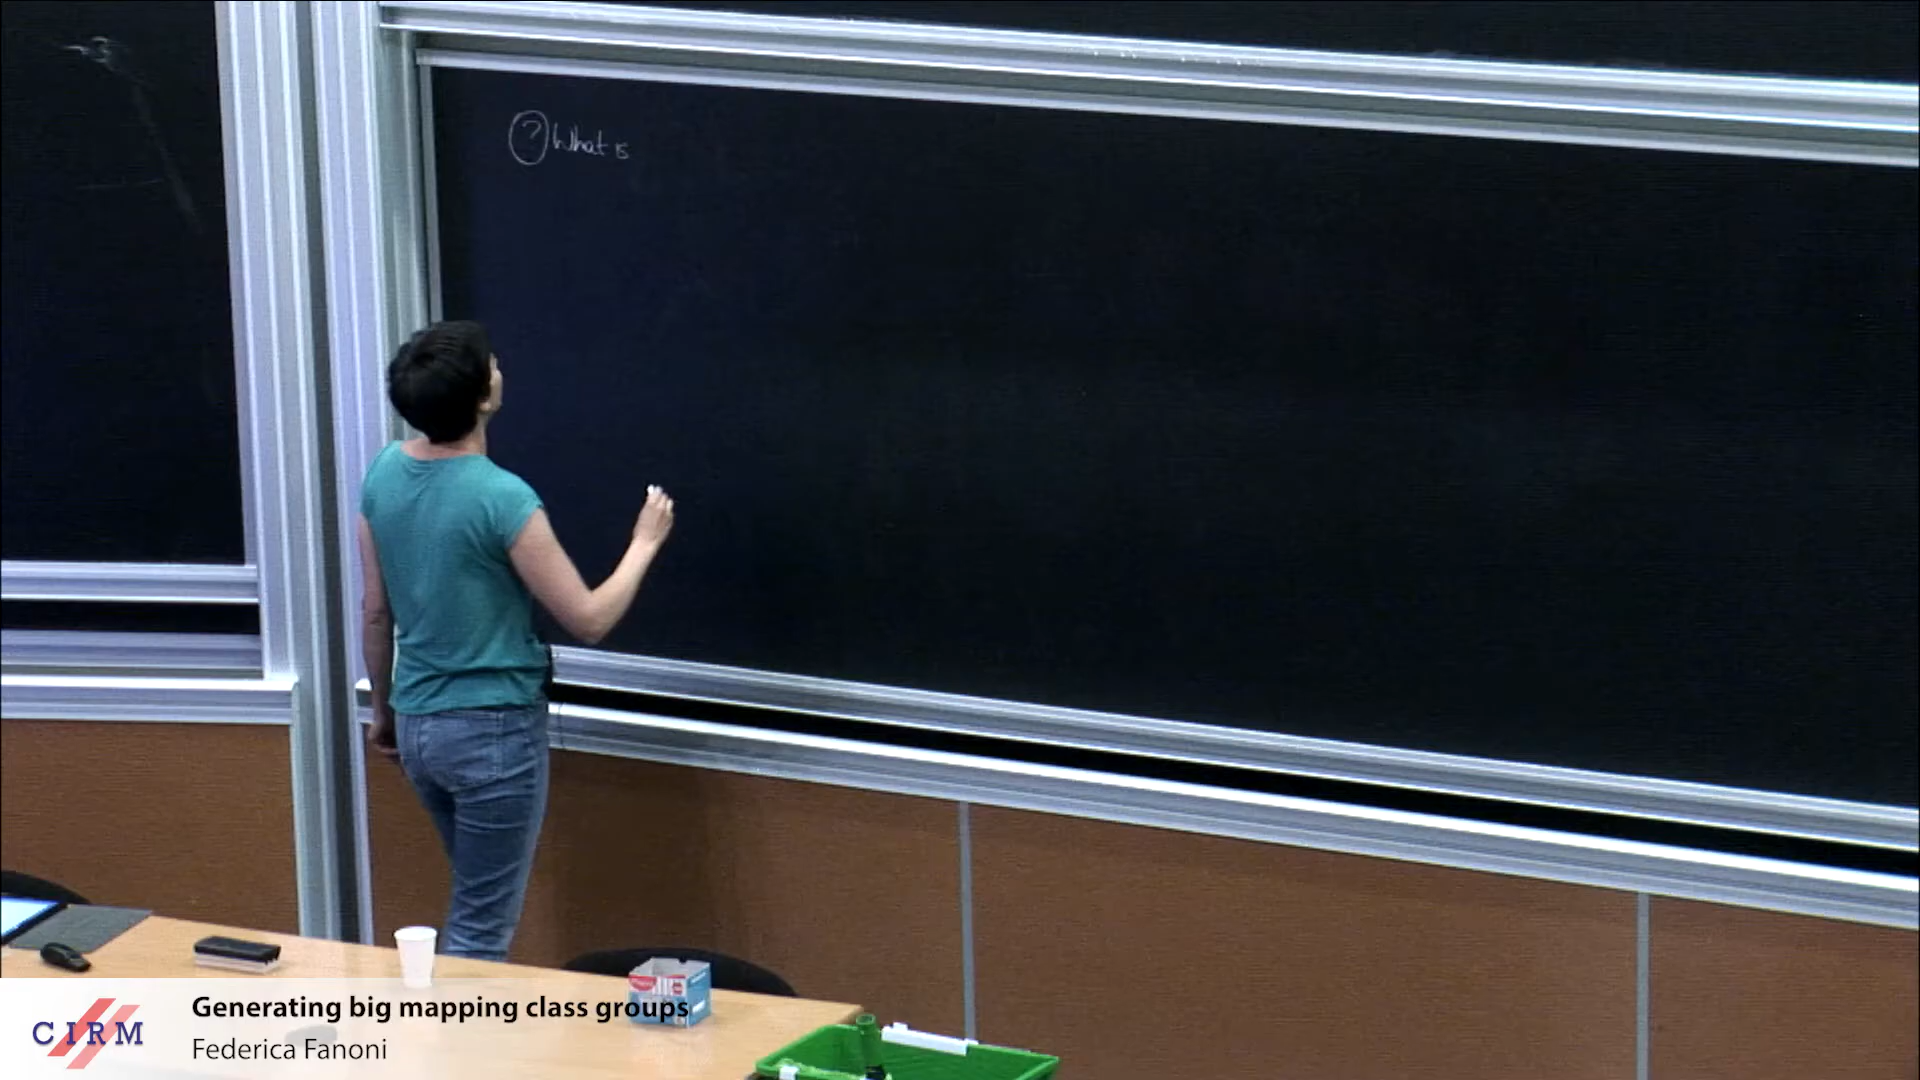 ? What is
CIRM
Generating big mapping class groups
Federica Fanoni